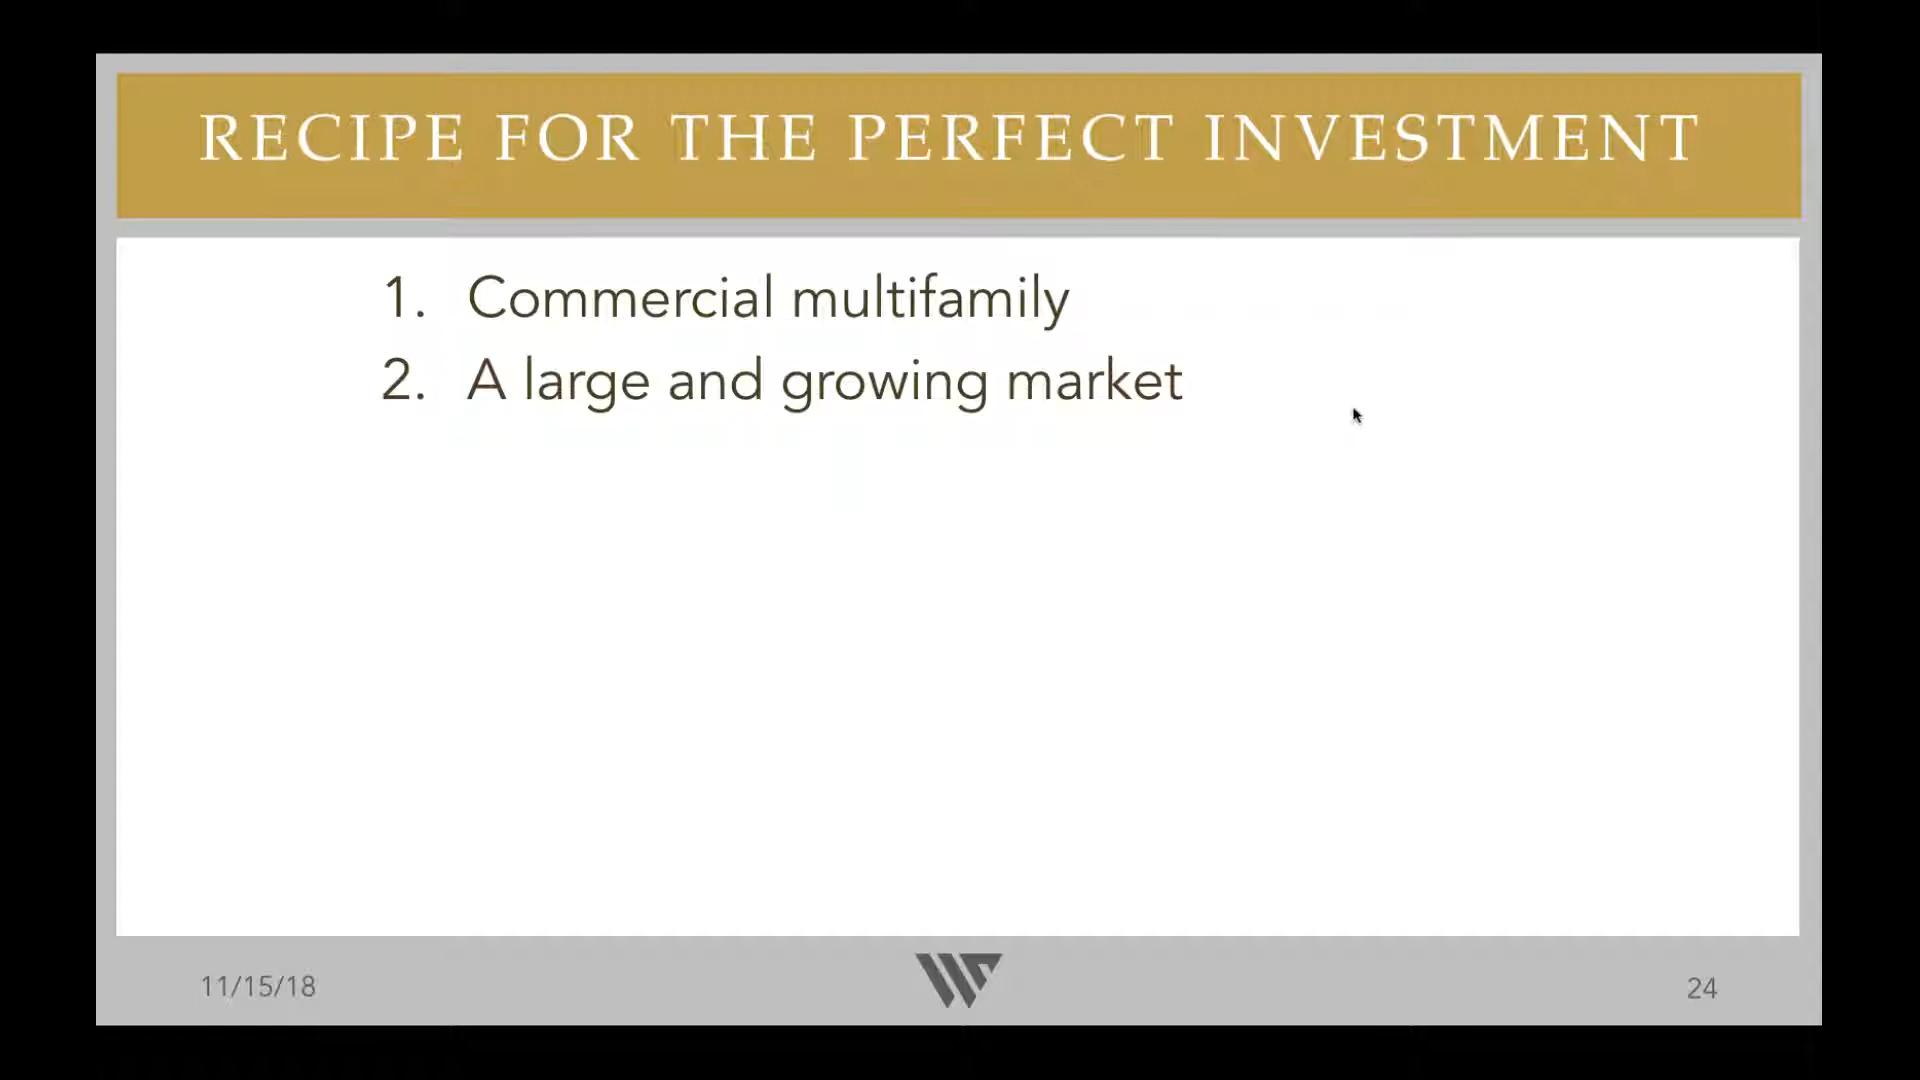 RECIPE FOR THE PERFECT INVESTMENT
1. Commercial multifamily
2. A large and growing market
11/15/18
24